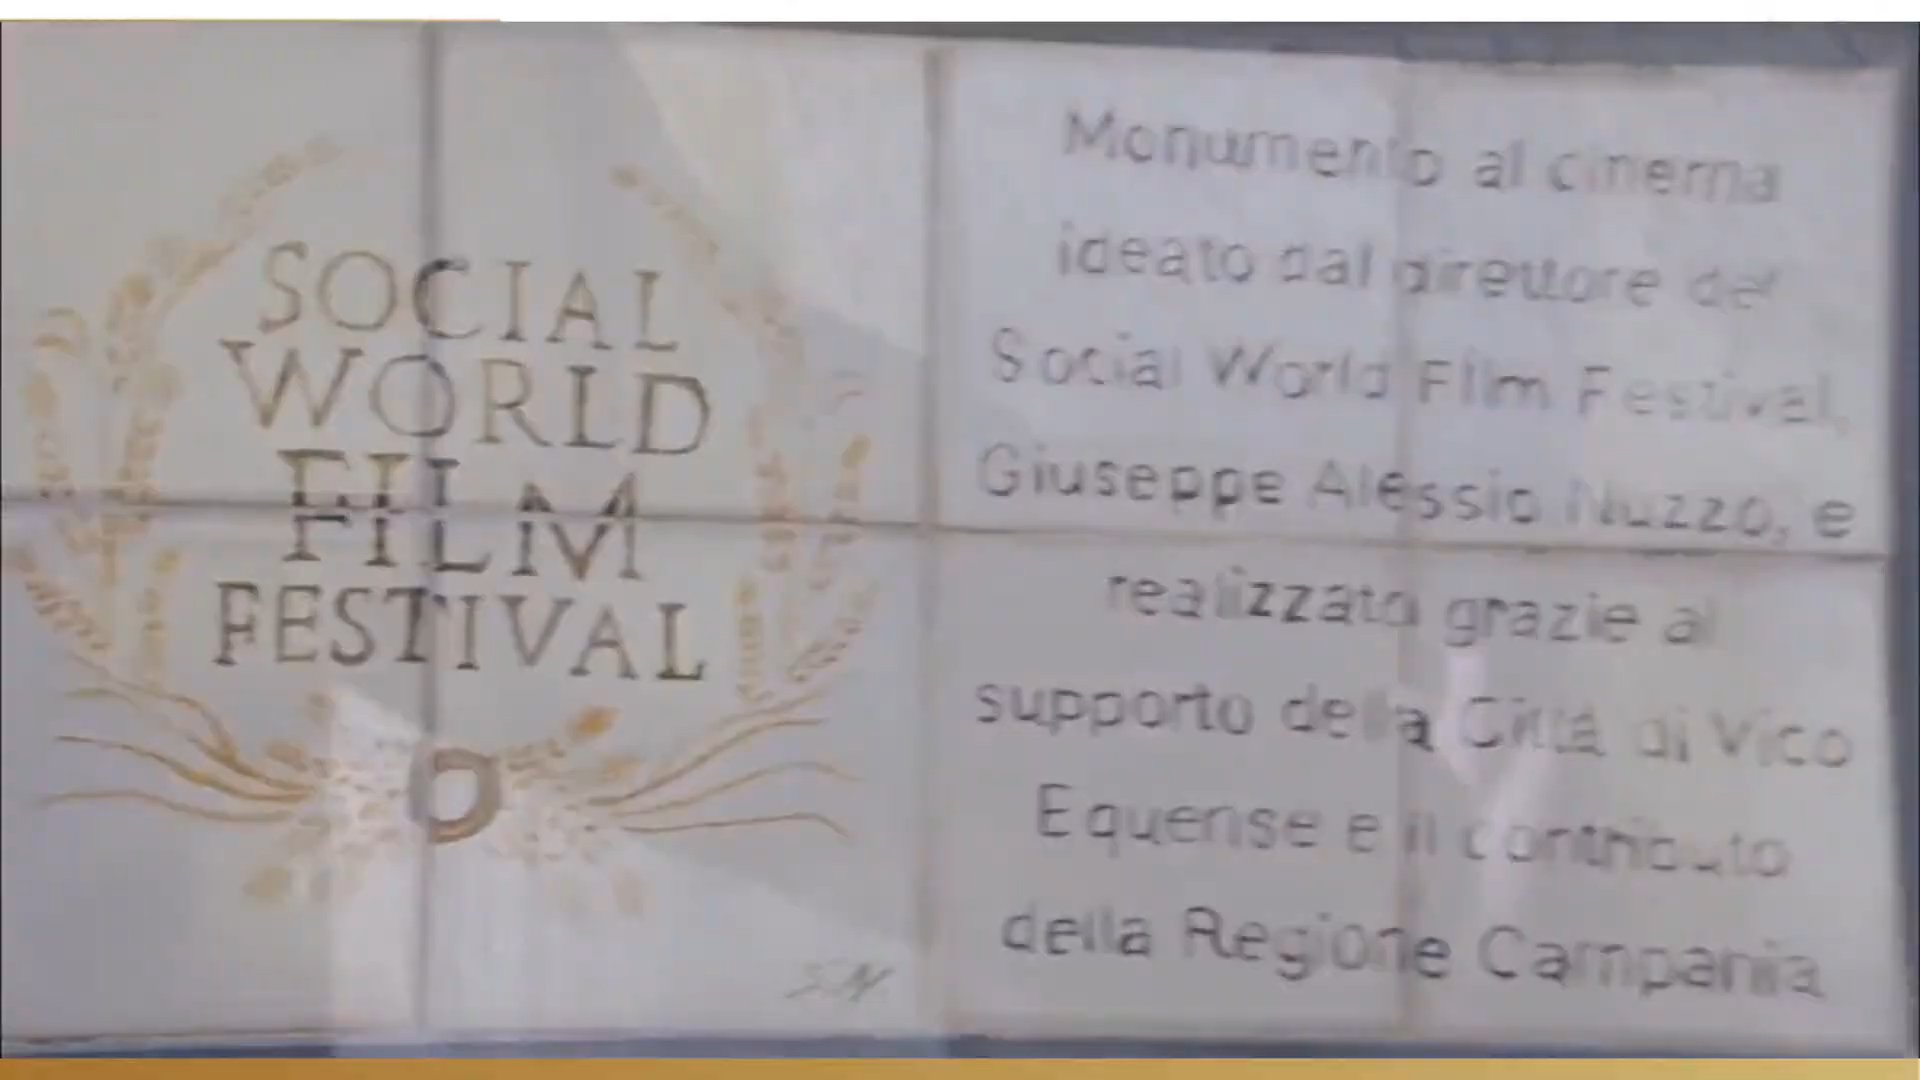 SOCIAL
WORLD
FILM
FESTIVAL
Monumento al cinema
ideato dal direttore del
Social World Film Festival,
Giuseppe Alessio Nuzzo, e
realizzato grazie al
supporto della Città di Vico
Equense e il contributo
della Regione Campania